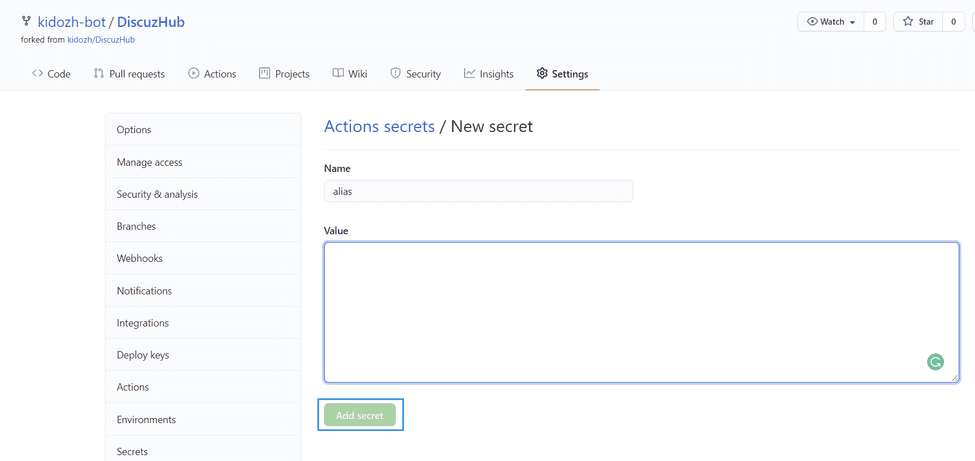 kidozh-bot / DiscuzHub
Watch 0 Star 0
forked from kidozh/DiscuzHub
Code Pull requests Actions Projects Wiki Security Insights Settings
Options
Manage access
Security & analysis
Branches
Webhooks
Notifications
Integrations
Deploy keys
Actions
Environments
Secrets
Actions secrets / New secret
Name
alias
Value
Add secret